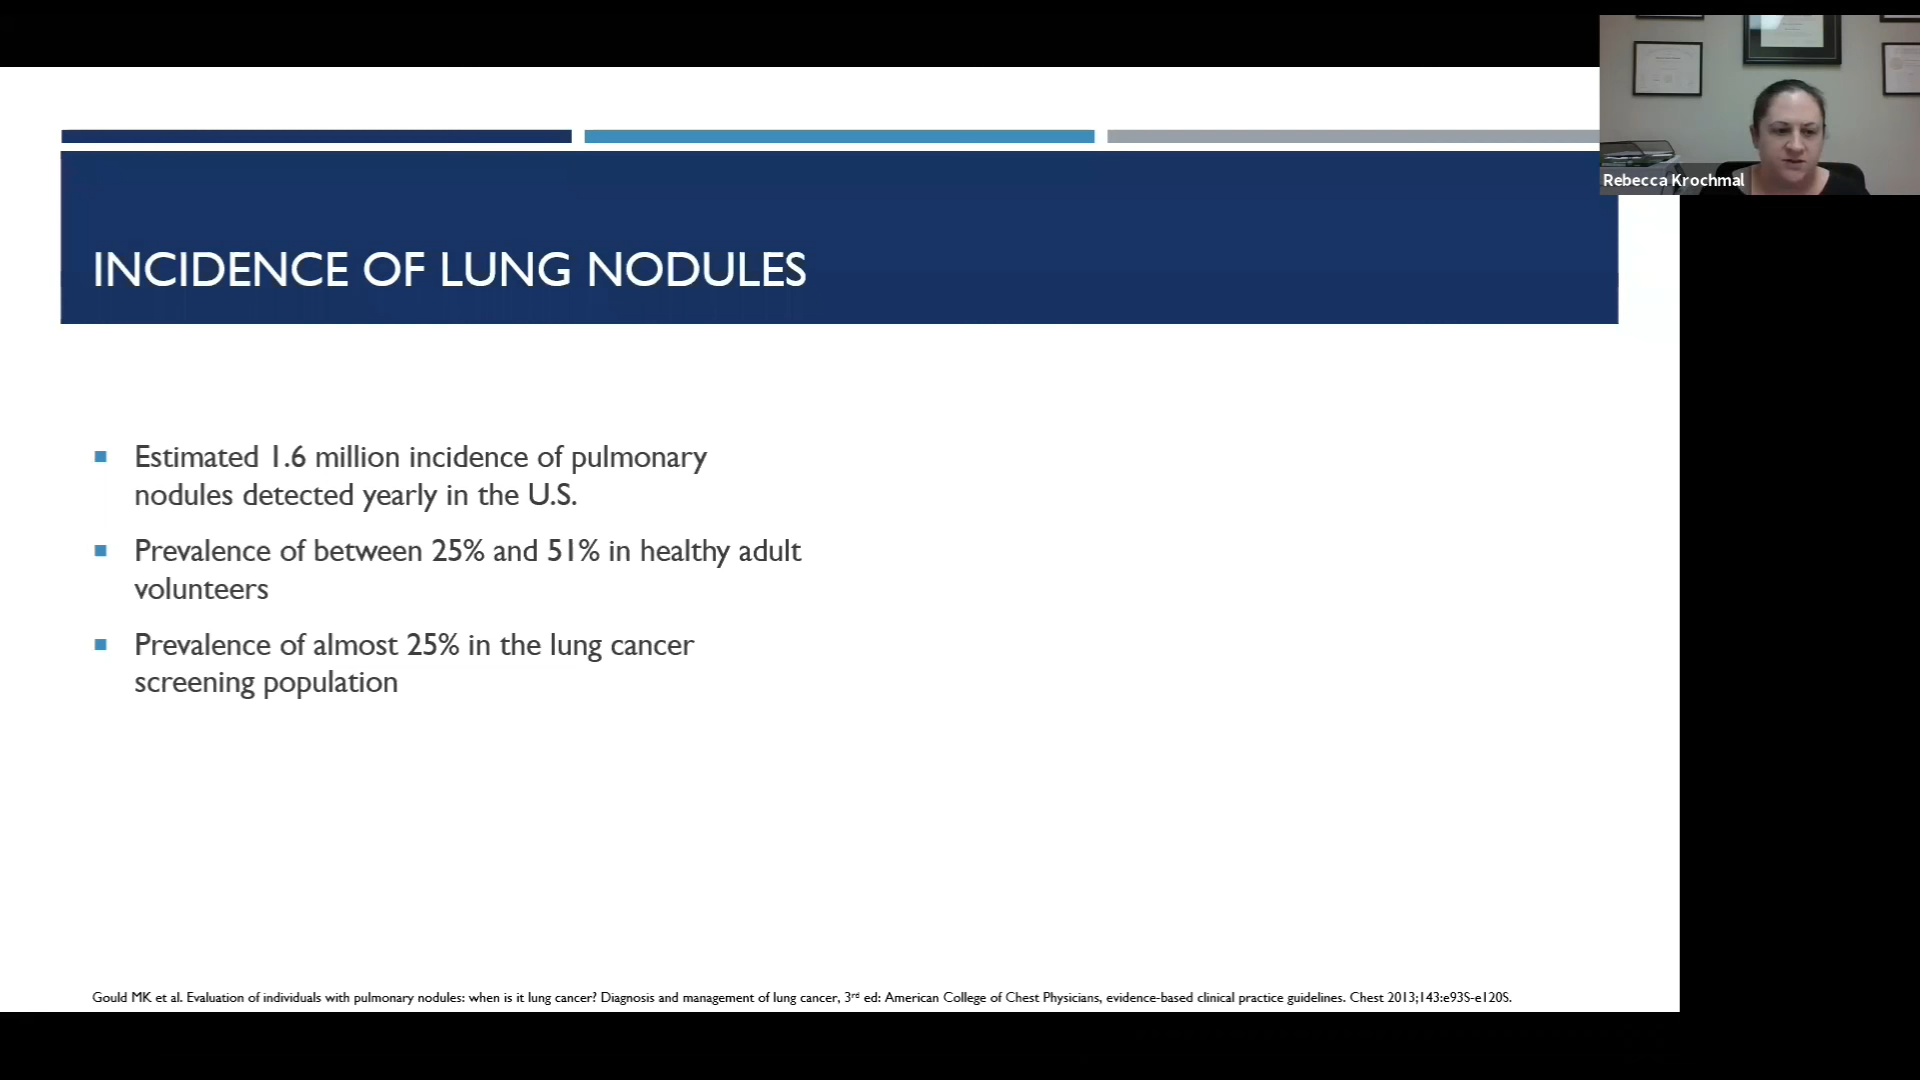 Rebecca Krochmal
INCIDENCE OF LUNG NODULES
Estimated 1.6 million incidence of pulmonary
nodules detected yearly in the U.S.
Prevalence of between 25% and 51% in healthy adult
volunteers
Prevalence of almost 25% in the lung cancer
screening population
Gould MK et al. Evaluation of individuals with pulmonary nodules: when is it lung cancer? Diagnosis and management of lung cancer, 3rd ed: American College of Chest Physicians, evidence-based clinical practice guidelines. Chest 2013;143:e93S-e120S.